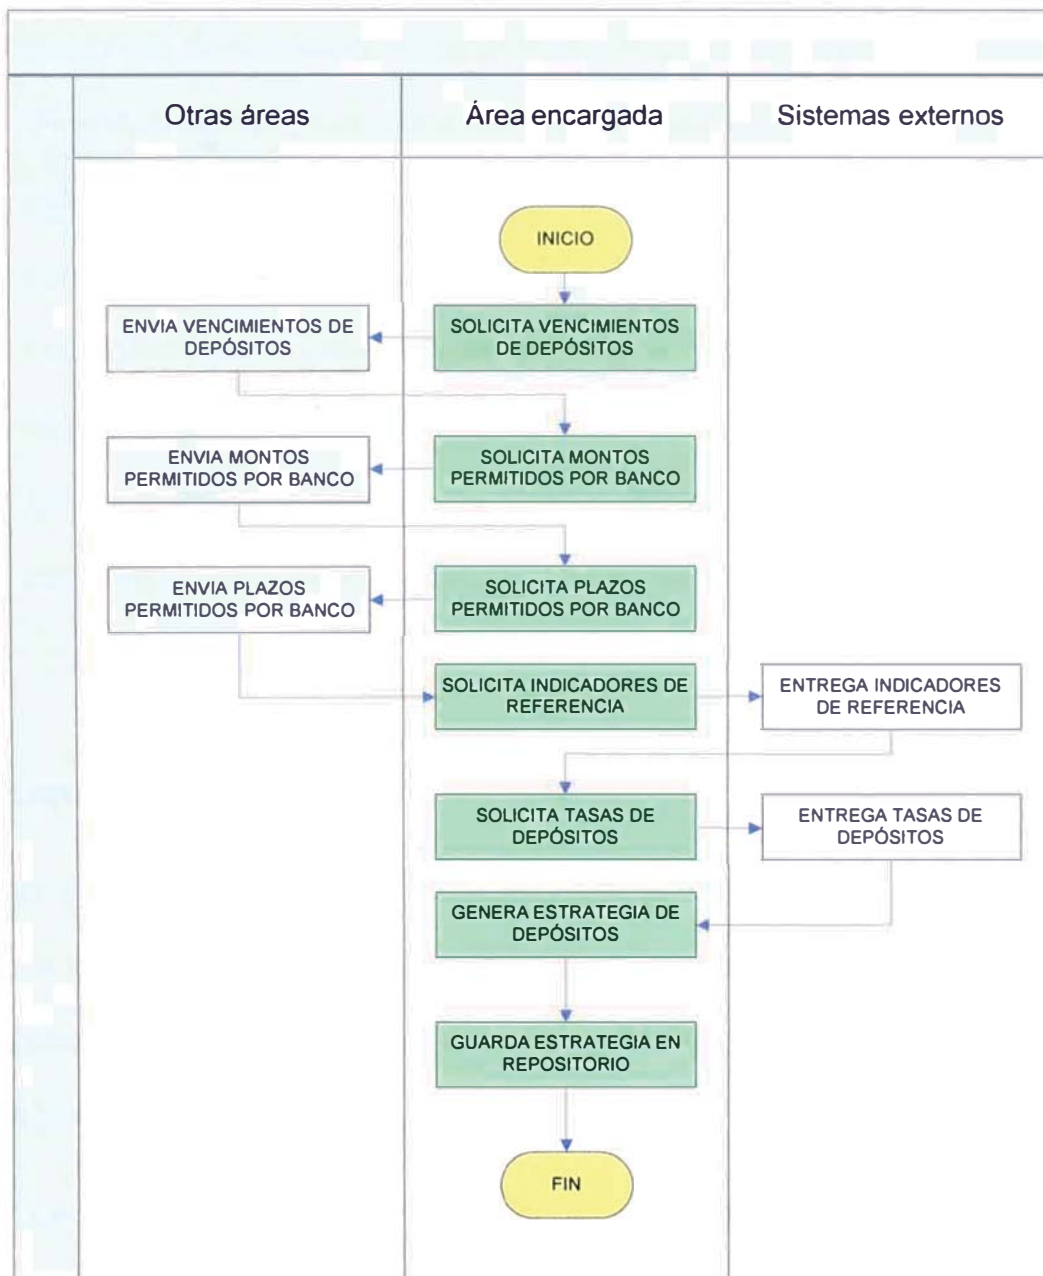 Otras áreas
Área encargada
Sistemas externos
INICIO
ENVIA VENCIMIENTOS DE
DEPÓSITOS
SOLICITA VENCIMIENTOS
DE DEPÓSITOS
ENVIA MONTOS
PERMITIDOS POR BANCO
SOLICITA MONTOS
PERMITIDOS POR BANCO
ENVIA PLAZOS
PERMITIDOS POR BANCO
SOLICITA PLAZOS
PERMITIDOS POR BANCO
SOLICITA INDICADORES DE
REFERENCIA
ENTREGA INDICADORES
DE REFERENCIA
SOLICITA TASAS DE
DEPÓSITOS
ENTREGA TASAS DE
DEPÓSITOS
GENERA ESTRATEGIA DE
DEPÓSITOS
GUARDA ESTRATEGIA EN
REPOSITORIO
FIN